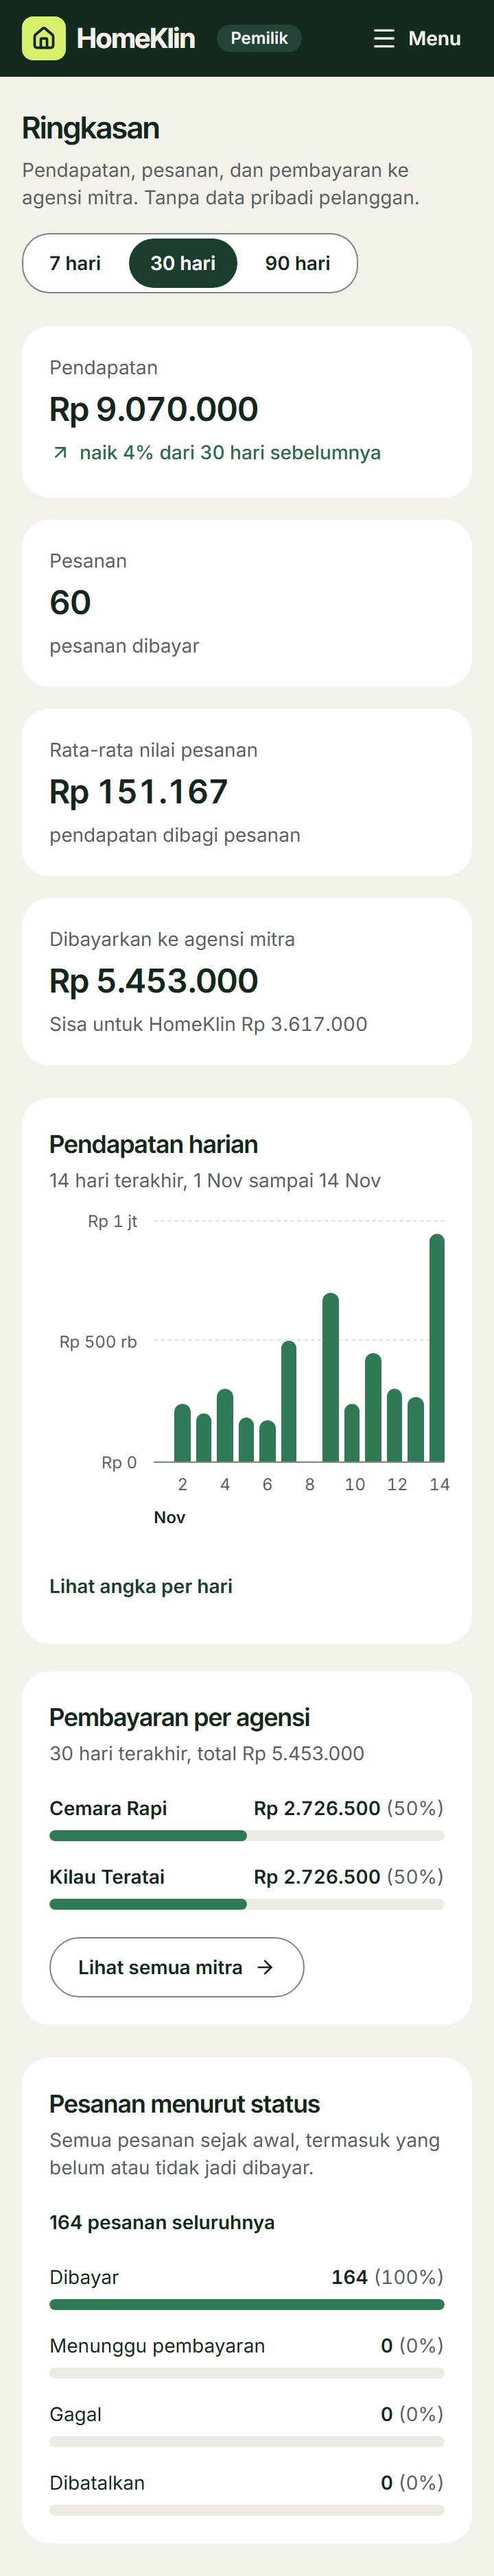 HomeKlin
Pemilik
Menu
Ringkasan
Pendapatan, pesanan, dan pembayaran ke
agensi mitra. Tanpa data pribadi pelanggan.
7 hari
30 hari
90 hari
Pendapatan
Rp 9.070.000
naik 4% dari 30 hari sebelumnya
Pesanan
60
pesanan dibayar
Rata-rata nilai pesanan
Rp 151.167
pendapatan dibagi pesanan
Dibayarkan ke agensi mitra
Rp 5.453.000
Sisa untuk HomeKlin Rp 3.617.000
Pendapatan harian
14 hari terakhir, 1 Nov sampai 14 Nov
Rp 1 jt
Rp 500 rb
Rp 0
2 4 6 8 10 12 14
Nov
Lihat angka per hari
Pembayaran per agensi
30 hari terakhir, total Rp 5.453.000
Cemara Rapi Rp 2.726.500 (50%)
Kilau Teratai Rp 2.726.500 (50%)
Lihat semua mitra
Pesanan menurut status
Semua pesanan sejak awal, termasuk yang
belum atau tidak jadi dibayar.
164 pesanan seluruhnya
Dibayar 164 (100%)
Menunggu pembayaran 0 (0%)
Gagal 0 (0%)
Dibatalkan 0 (0%)